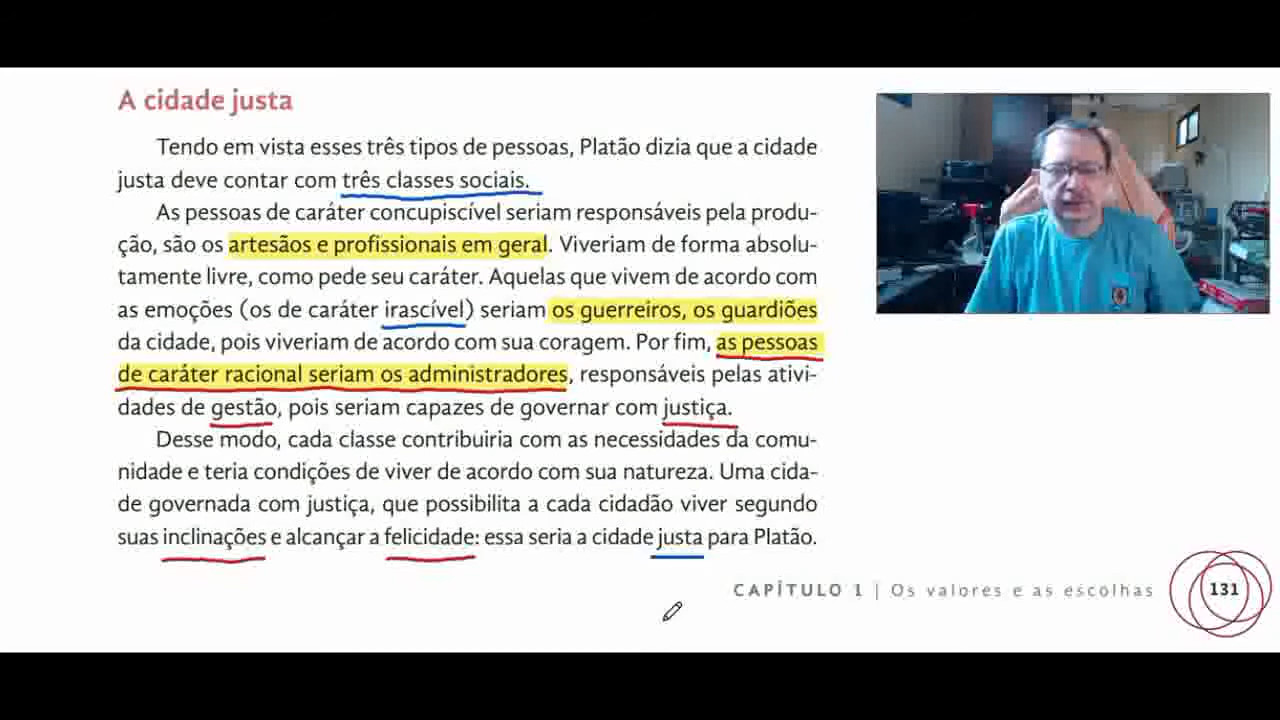 A cidade justa
Tendo em vista esses três tipos de pessoas, Platão dizia que a cidade
justa deve contar com três classes sociais.
As pessoas de caráter concupiscível seriam responsáveis pela produ-
ção, são os artesãos e profissionais em geral. Viveriam de forma absolu-
tamente livre, como pede seu caráter. Aquelas que vivem de acordo com
as emoções (os de caráter irascível) seriam os guerreiros, os guardiões
da cidade, pois viveriam de acordo com sua coragem. Por fim, as pessoas
de caráter racional seriam os administradores, responsáveis pelas ativi-
dades de gestão, pois seriam capazes de governar com justiça.
Desse modo, cada classe contribuiria com as necessidades da comu-
nidade e teria condições de viver de acordo com sua natureza. Uma cida-
de governada com justiça, que possibilita a cada cidadão viver segundo
suas inclinações e alcançar a felicidade: essa seria a cidade justa para Platão.
CAPÍTULO 1 | Os valores e as escolhas 131